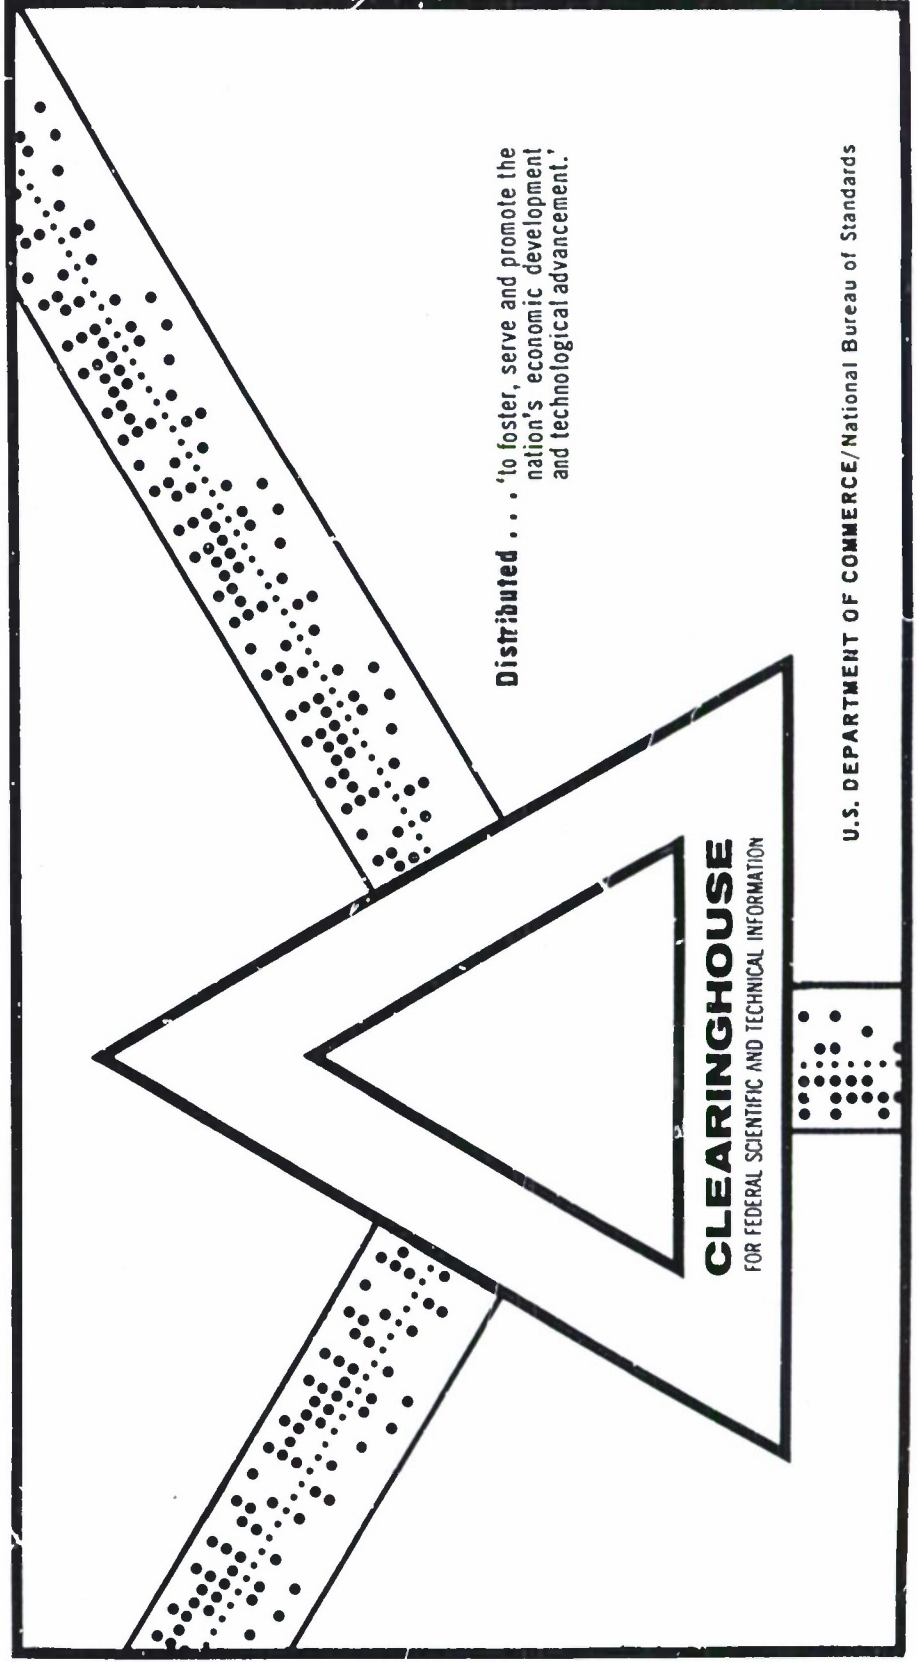 Distributed . . . 'to foster, serve and promote the
nation's economic development
and technological advancement.'
CLEARINGHOUSE
FOR FEDERAL SCIENTIFIC AND TECHNICAL INFORMATION
U.S. DEPARTMENT OF COMMERCE/National Bureau of Standards